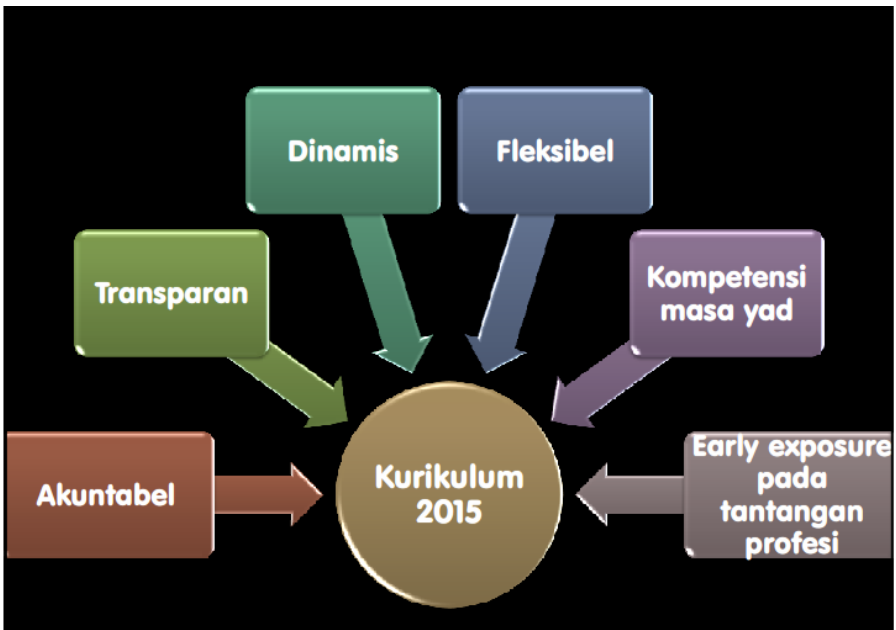 Dinamis
Fleksibel
Transparan
Kompetensi
masa yad
Akuntabel
Kurikulum
2015
Early exposure
pada
tantangan
profesi